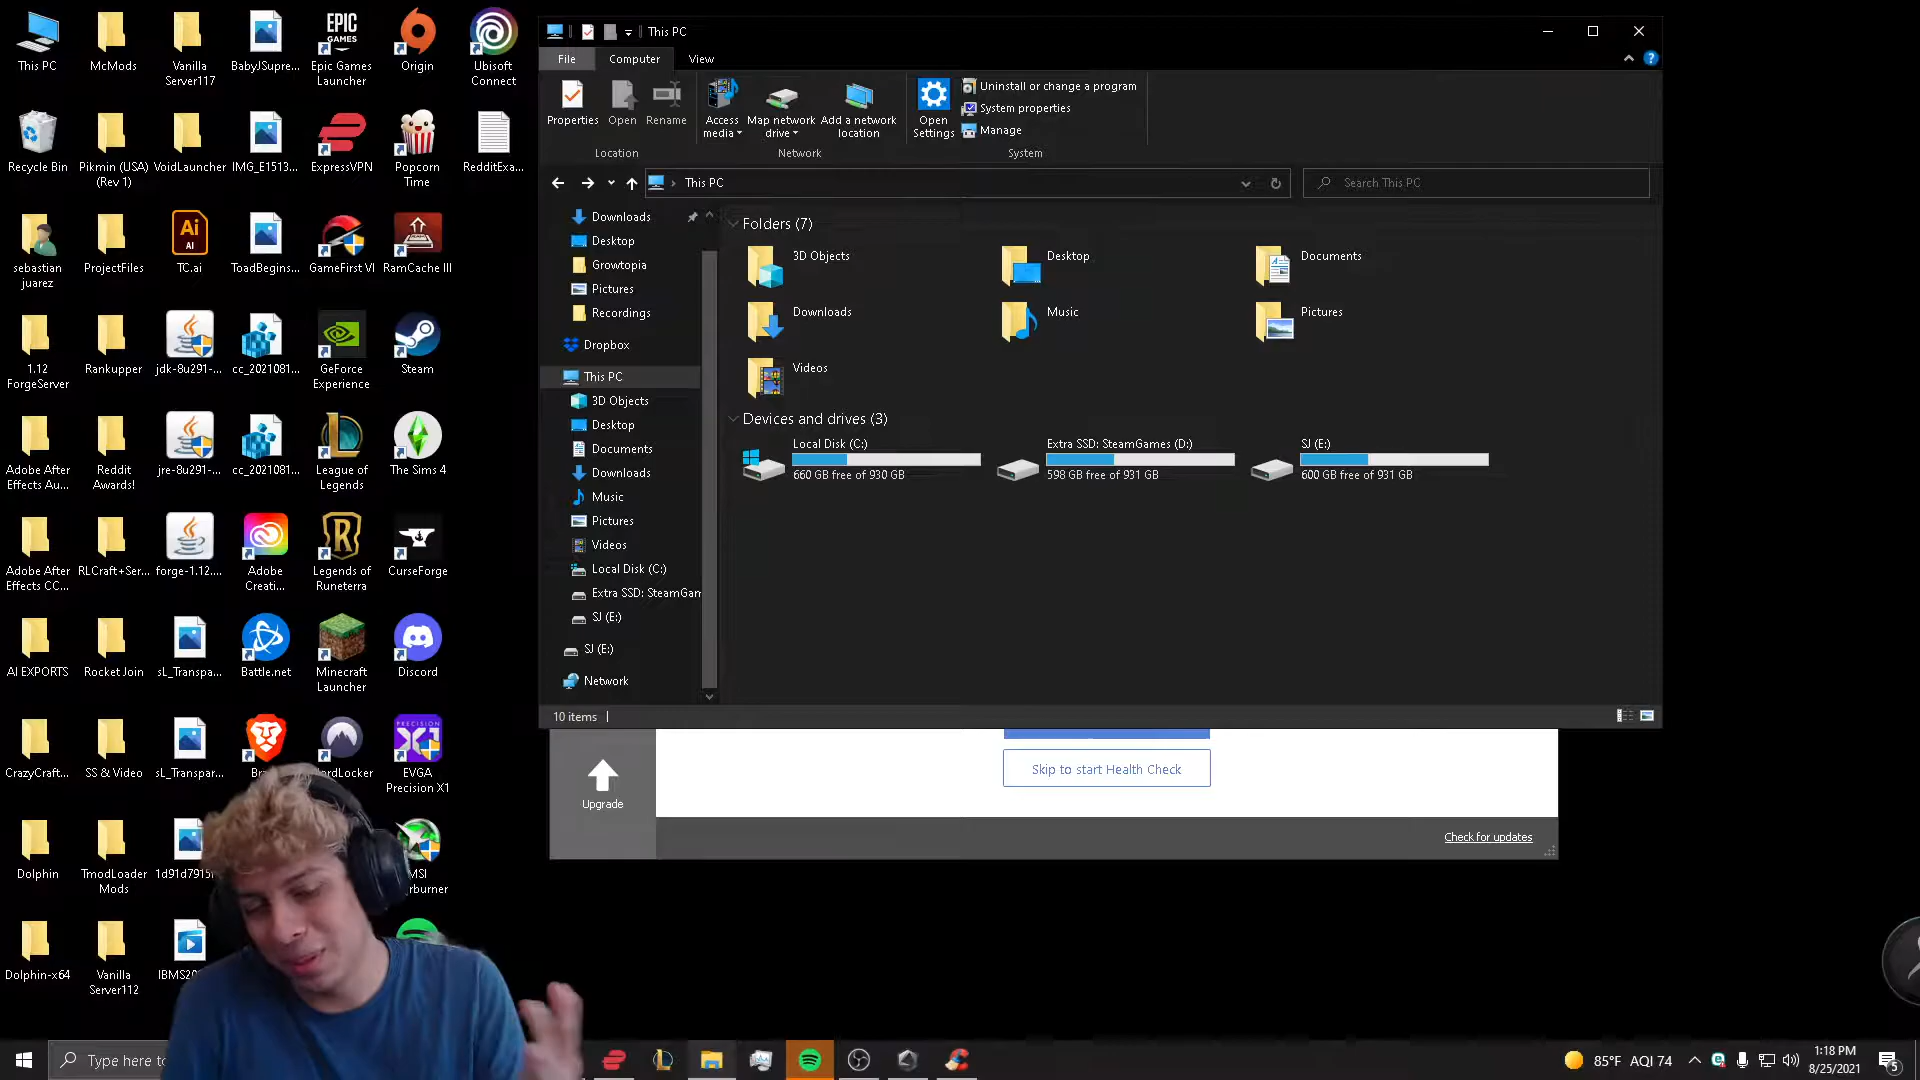 This PC
McMods
Vanilla
Server117
BabyJSupre...
EPIC
GAMES
Epic Games
Launcher
Origin
Ubisoft
Connect
Recycle Bin
Pikmin (USA)
(Rev 1)
VoidLauncher
IMG_E1513...
ExpressVPN
Popcorn
Time
RedditExa...
sebastian
juarez
ProjectFiles
Ai
AI
TC.ai
ToadBegins...
GameFirst VI
RamCache III
1.12
ForgeServer
Rankupper
jdk-8u291-...
cc_2021081...
GeForce
Experience
Steam
Adobe After
Effects Au...
Reddit
Awards!
jre-8u291-...
cc_2021081...
League of
Legends
The Sims 4
Adobe After
Effects CC...
RLCraft+Ser...
forge-1.12....
Adobe
Creati...
Legends of
Runeterra
CurseForge
AI EXPORTS
Rocket Join
sL_Transpa...
Battle.net
Minecraft
Launcher
Discord
CrazyCraft...
SS & Video
sL_Transpar...
PRECISION
X1
EVGA
Precision X1
Dolphin
TmodLoader
Mods
Dolphin-x64
Vanilla
Server112
This PC
File
Computer
View
Properties
Open
Rename
Access
media
Map network
drive
Add a network
location
Open
Settings
Uninstall or change a program
System properties
Manage
Location
Network
System
This PC
Search This PC
Downloads
Desktop
Growtopia
Pictures
Recordings
Dropbox
This PC
3D Objects
Desktop
Documents
Downloads
Music
Pictures
Videos
Local Disk (C:)
Extra SSD: SteamGam
SJ (E:)
SJ (E:)
Network
Folders (7)
3D Objects
Desktop
Documents
Downloads
Music
Pictures
Videos
Devices and drives (3)
Local Disk (C:)
660 GB free of 930 GB
Extra SSD: SteamGames (D:)
598 GB free of 931 GB
SJ (E:)
600 GB free of 931 GB
10 items
Skip to start Health Check
Upgrade
Check for updates
Type here to
85°F AQI 74
1:18 PM
8/25/2021
5